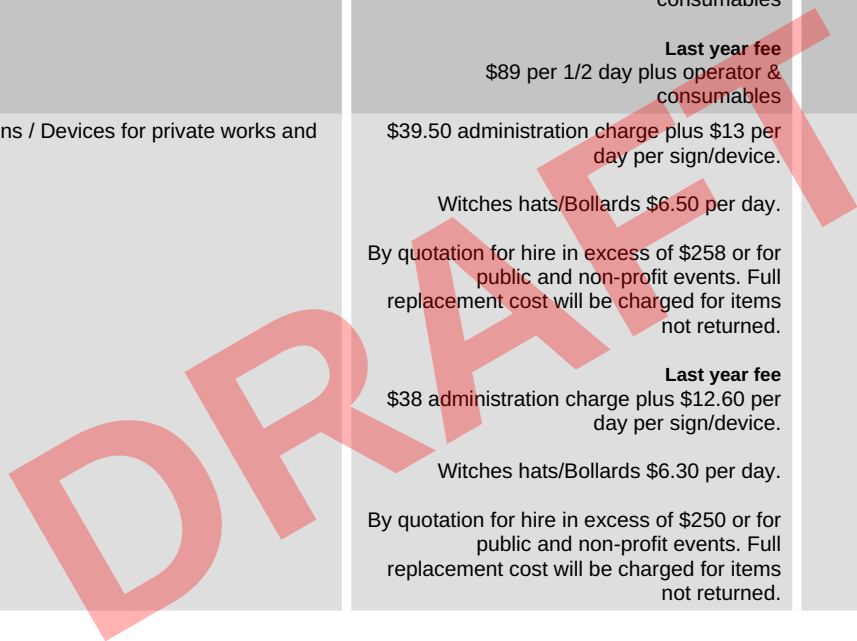 consumables
Last year fee
$89 per 1/2 day plus operator &
consumables
ns / Devices for private works and
$39.50 administration charge plus $13 per
day per sign/device.
Witches hats/Bollards $6.50 per day.
By quotation for hire in excess of $258 or for
public and non-profit events. Full
replacement cost will be charged for items
not returned.
Last year fee
$38 administration charge plus $12.60 per
day per sign/device.
Witches hats/Bollards $6.30 per day.
By quotation for hire in excess of $250 or for
public and non-profit events. Full
replacement cost will be charged for items
not returned.
DRAFT